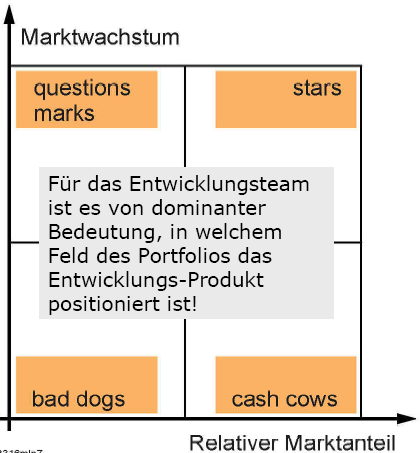 Marktwachstum
questions
marks
stars
Für das Entwicklungsteam
ist es von dominanter
Bedeutung, in welchem
Feld des Portfolios das
Entwicklungs-Produkt
positioniert ist!
bad dogs
cash cows
Relativer Marktanteil